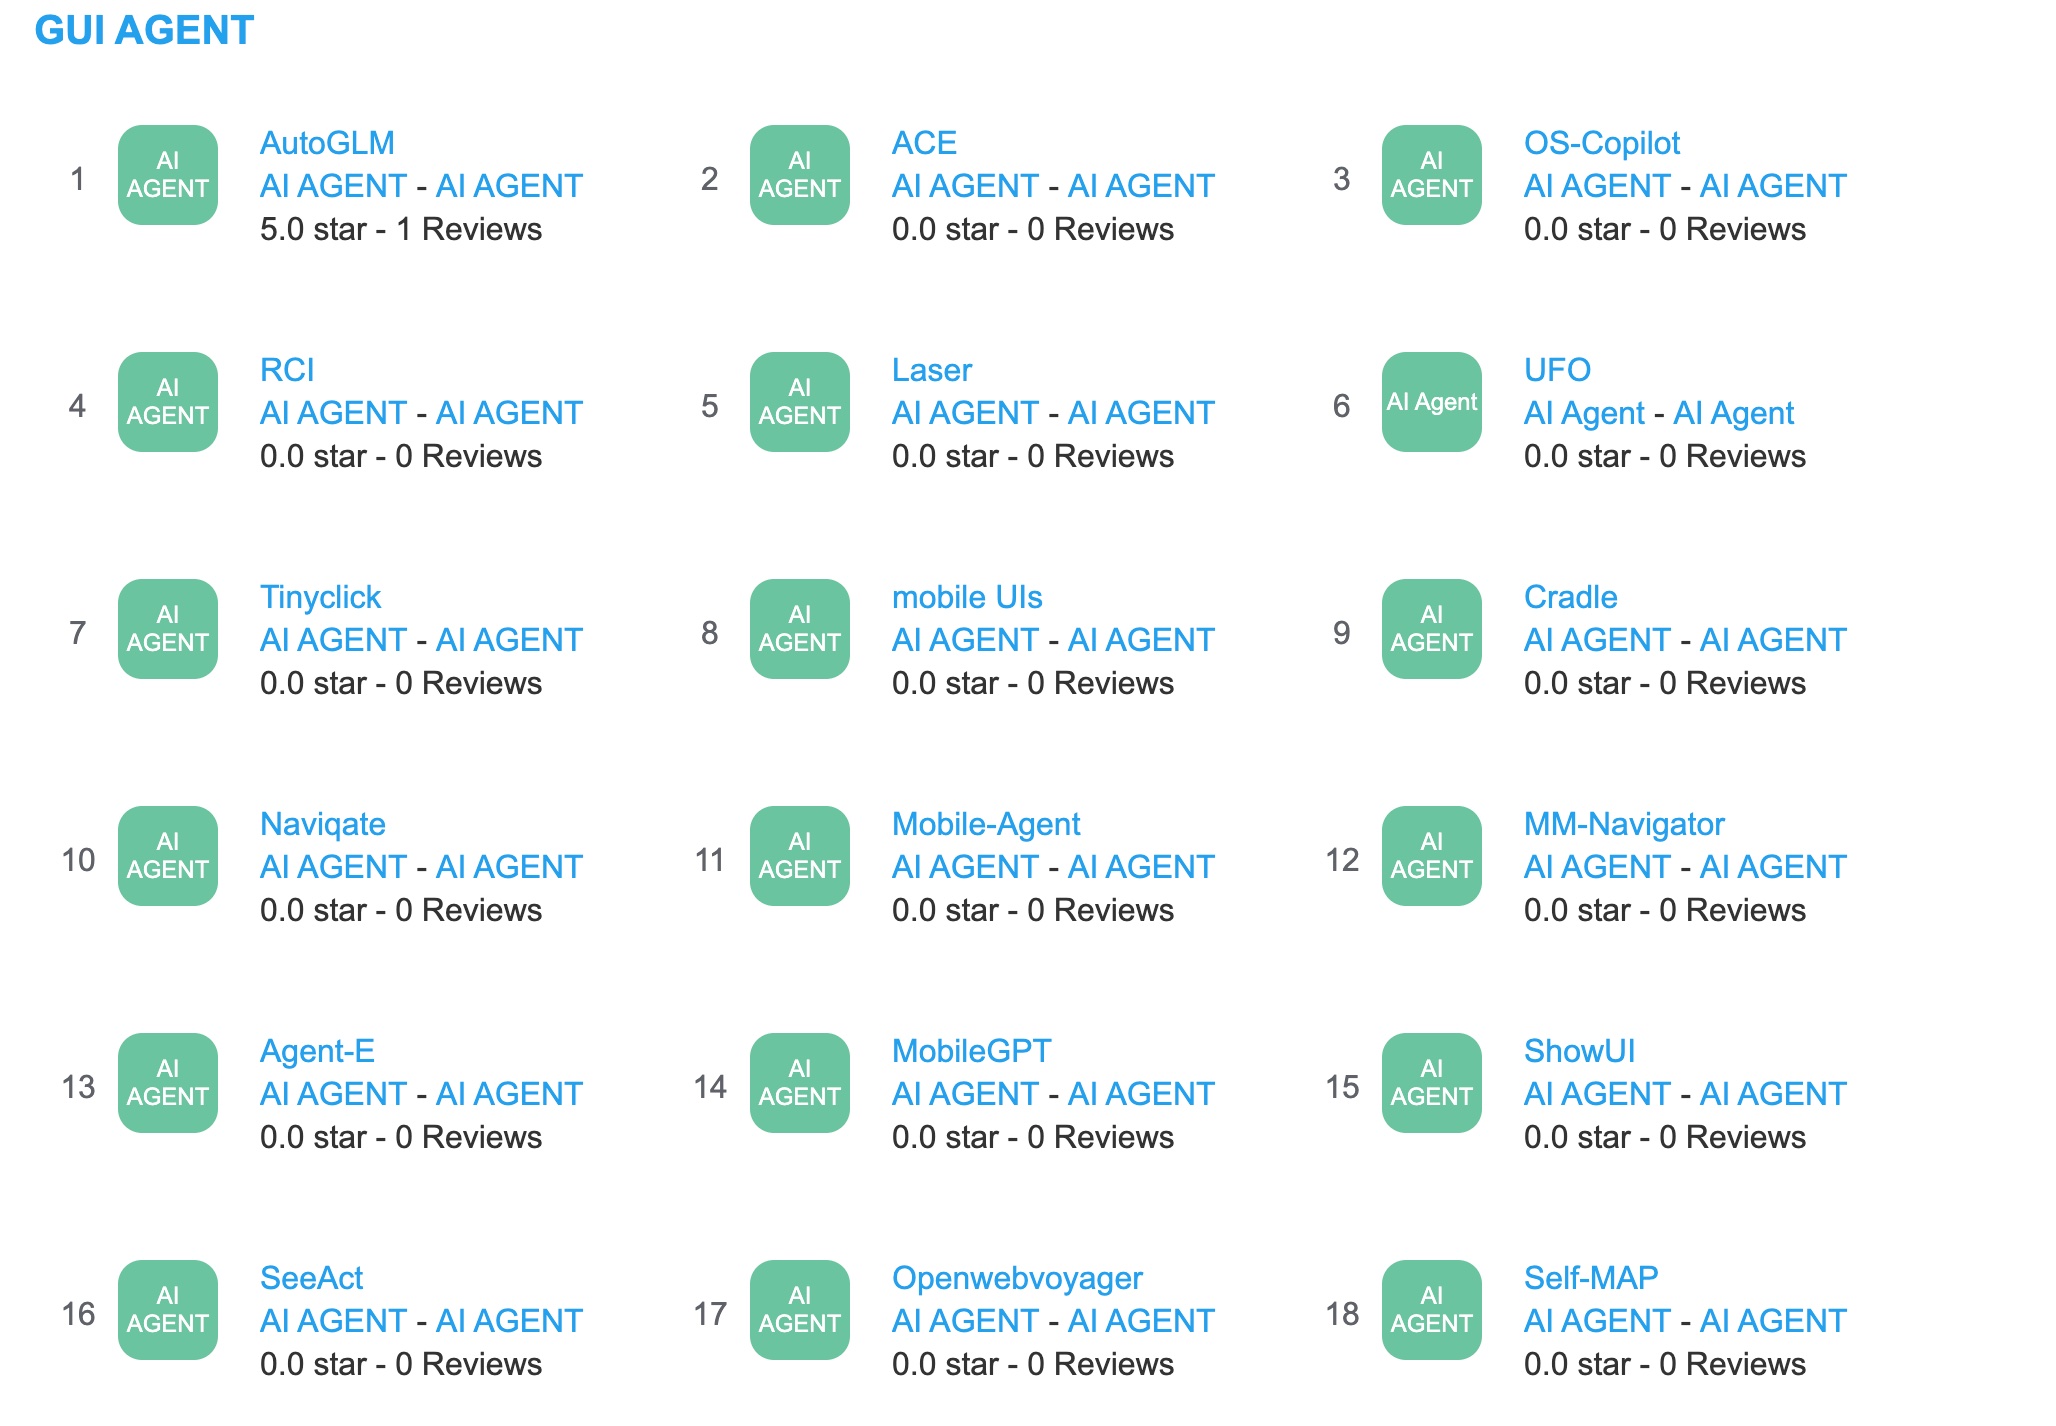 GUI AGENT
1
AI
AGENT
AutoGLM
AI AGENT - AI AGENT
5.0 star - 1 Reviews
2
AI
AGENT
ACE
AI AGENT - AI AGENT
0.0 star - 0 Reviews
3
AI
AGENT
OS-Copilot
AI AGENT - AI AGENT
0.0 star - 0 Reviews
4
AI
AGENT
RCI
AI AGENT - AI AGENT
0.0 star - 0 Reviews
5
AI
AGENT
Laser
AI AGENT - AI AGENT
0.0 star - 0 Reviews
6
AI Agent
UFO
AI Agent - AI Agent
0.0 star - 0 Reviews
7
AI
AGENT
Tinyclick
AI AGENT - AI AGENT
0.0 star - 0 Reviews
8
AI
AGENT
mobile UIs
AI AGENT - AI AGENT
0.0 star - 0 Reviews
9
AI
AGENT
Cradle
AI AGENT - AI AGENT
0.0 star - 0 Reviews
10
AI
AGENT
Naviqate
AI AGENT - AI AGENT
0.0 star - 0 Reviews
11
AI
AGENT
Mobile-Agent
AI AGENT - AI AGENT
0.0 star - 0 Reviews
12
AI
AGENT
MM-Navigator
AI AGENT - AI AGENT
0.0 star - 0 Reviews
13
AI
AGENT
Agent-E
AI AGENT - AI AGENT
0.0 star - 0 Reviews
14
AI
AGENT
MobileGPT
AI AGENT - AI AGENT
0.0 star - 0 Reviews
15
AI
AGENT
ShowUI
AI AGENT - AI AGENT
0.0 star - 0 Reviews
16
AI
AGENT
SeeAct
AI AGENT - AI AGENT
0.0 star - 0 Reviews
17
AI
AGENT
Openwebvoyager
AI AGENT - AI AGENT
0.0 star - 0 Reviews
18
AI
AGENT
Self-MAP
AI AGENT - AI AGENT
0.0 star - 0 Reviews